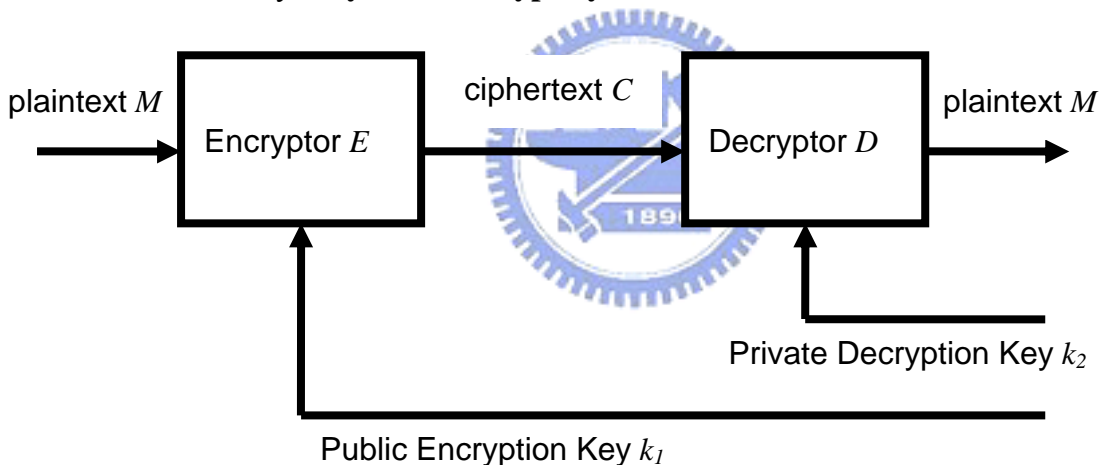 plaintext M
Encryptor E
ciphertext C
Decryptor D
plaintext M
Private Decryption Key k₂
Public Encryption Key k₁